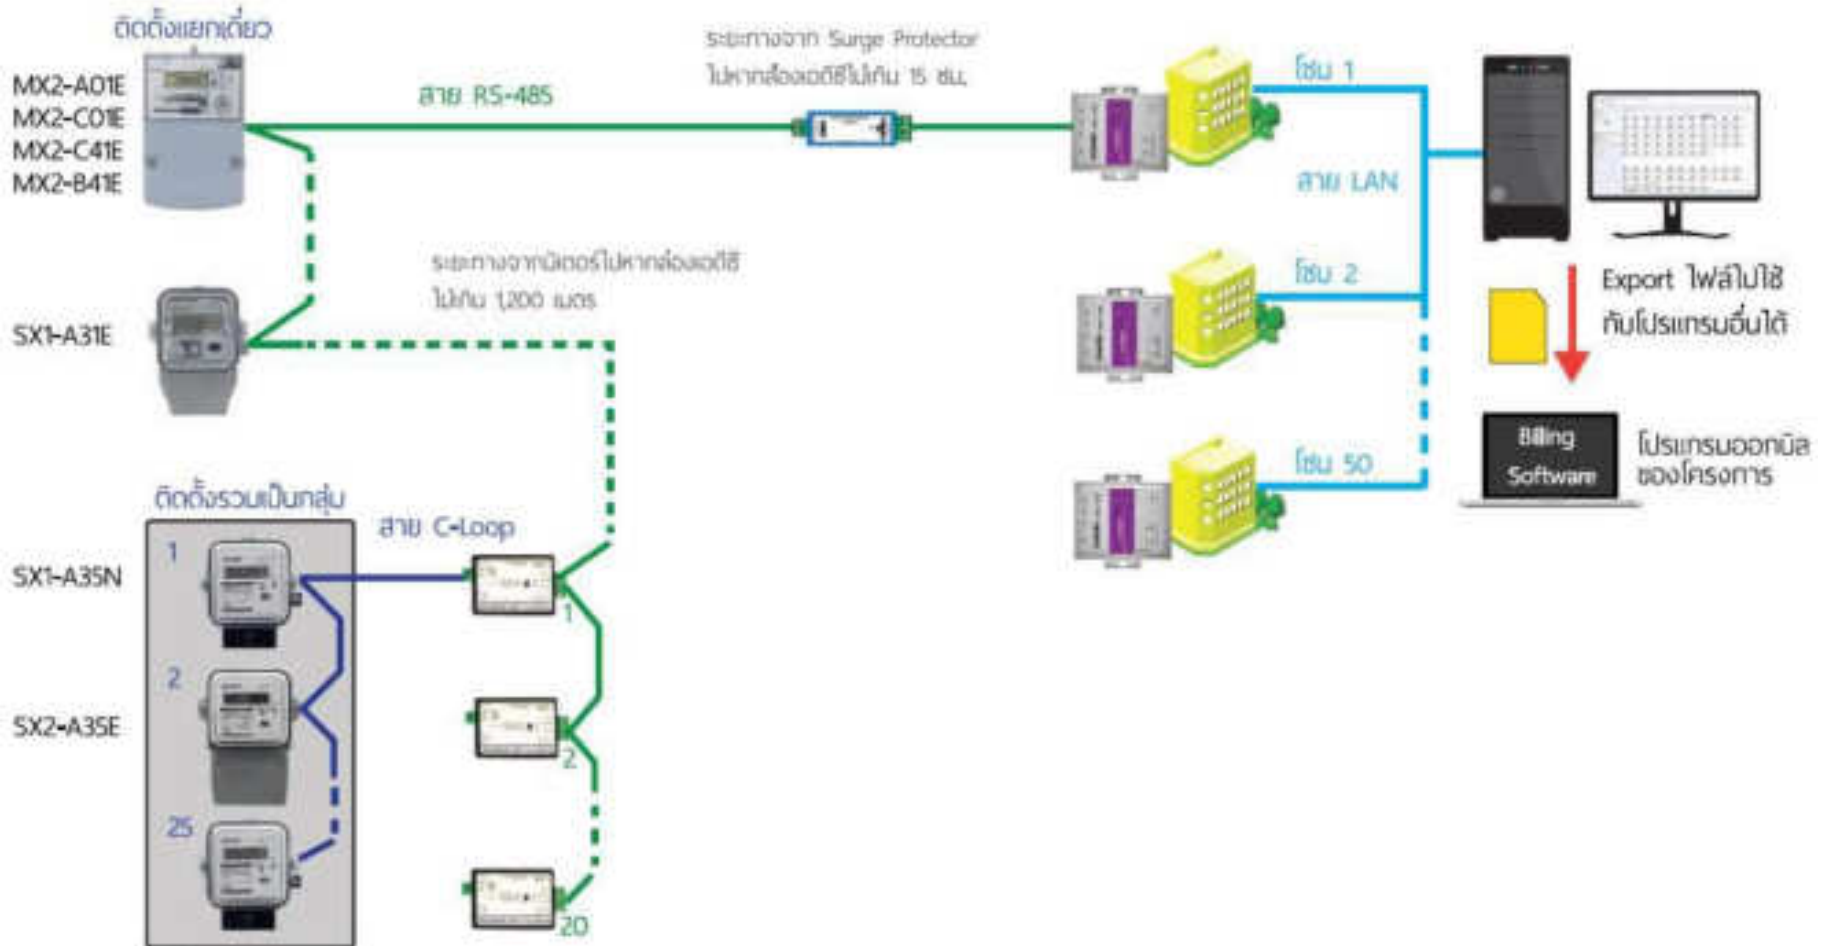 ติดตั้งแยกเดี่ยว
MX2-A01E
MX2-C01E
MX2-C41E
MX2-B41E
สาย RS-485
ระยะทางจาก Surge Protector
ไปหากล่องเอดีซีไม่เกิน 15 ซม.
โซน 1
สาย LAN
SX1-A31E
ระยะทางจากมิเตอร์ไปหากล่องเอดีซี
ไม่เกิน 1,200 เมตร
โซน 2
Export ไฟล์ไปใช้
กับโปรแกรมอื่นได้
โซน 50
Billing
Software
โปรแกรมออกบิล
ของโครงการ
ติดตั้งรวมเป็นกลุ่ม
สาย C-Loop
1
SX1-A35N
1
2
SX2-A35E
2
25
20